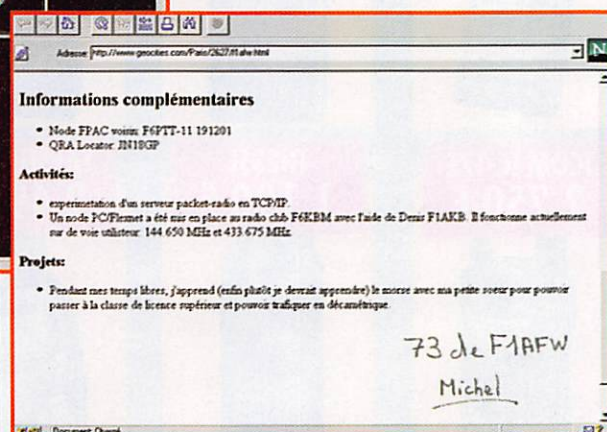 Adresse: http://www.geocities.com/Paris/2627/f1afw.html
N
Informations complémentaires
• Node FPAC voisin: F6PTT-11 191201
• QRA Locator: JN18GP
Activités:
• experimetation d'un serveur packet-radio en TCP/IP.
• Un node PC/Flexnet a été mis en place au radio club F6KBM avec l'aide de Denis F1AKB. Il fonctionne actuellement
sur de voie utilisteur: 144 650 MHz et 433 675 MHz.
Projets:
• Pendant mes temps libres, j'apprend (enfin plutôt je devrait apprendre) le morse avec ma petite soeur pour pouvoir
passer à la classe de licence supérieur et pouvoir trafiquer en décamétrique.
73 de F1AFW
Michel
Document: Chargé